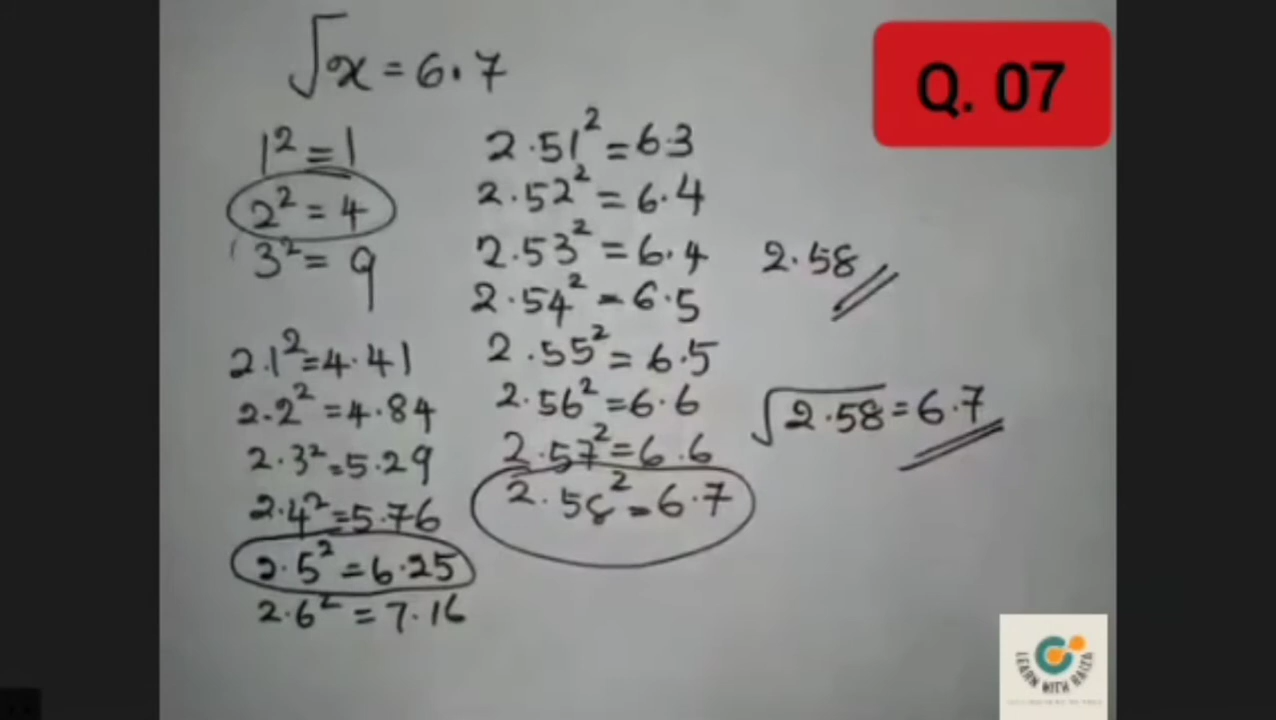 √x = 6.7
Q. 07
1² = 1
2² = 4
3² = 9
2.1² = 4.41
2.2² = 4.84
2.3² = 5.29
2.4² = 5.76
2.5² = 6.25
2.6² = 7.16
2.51² = 6.3
2.52² = 6.4
2.53² = 6.4
2.54² = 6.5
2.55² = 6.5
2.56² = 6.6
2.57² = 6.6
2.58² = 6.7
2.58
√2.58 = 6.7
LEARN WITH